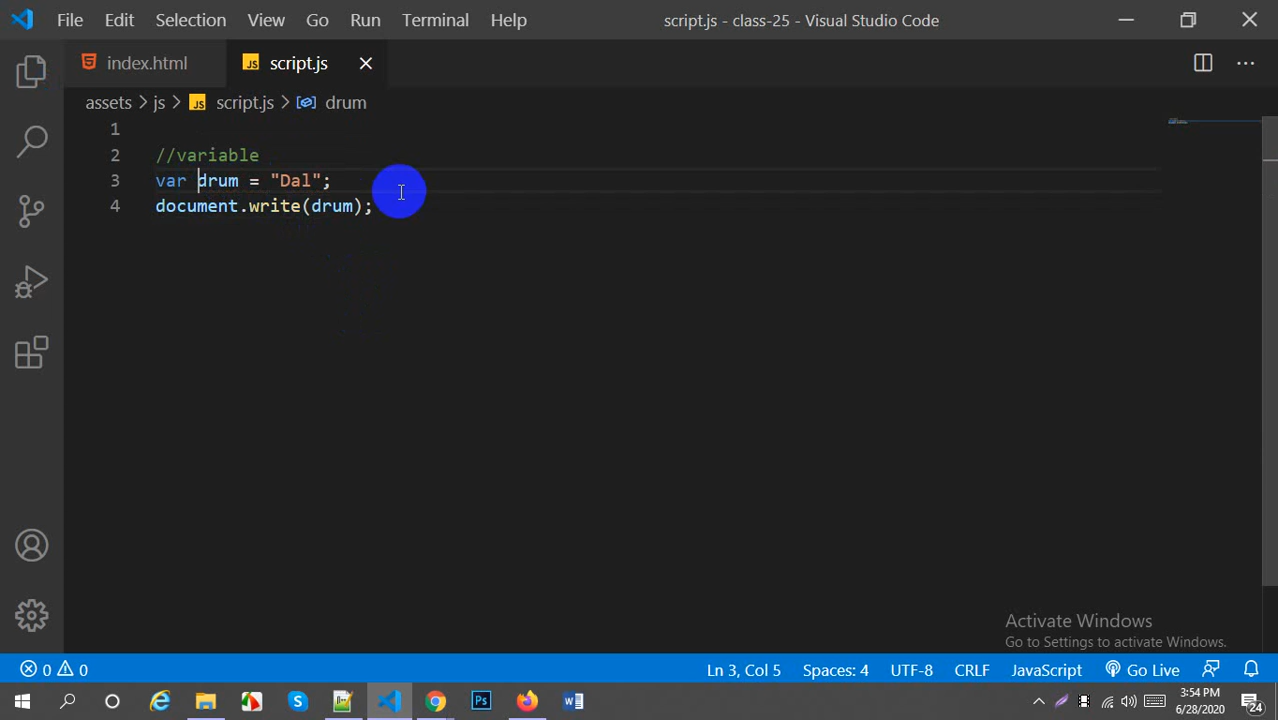 File Edit Selection View Go Run Terminal Help script.js - class-25 - Visual Studio Code
index.html JS script.js
assets > js > JS script.js > drum
1
2 //variable
3 var drum = "Dal";
4 document.write(drum);
Activate Windows
Go to Settings to activate Windows.
0 0 Ln 3, Col 5 Spaces: 4 UTF-8 CRLF JavaScript Go Live
3:54 PM
6/28/2020 24